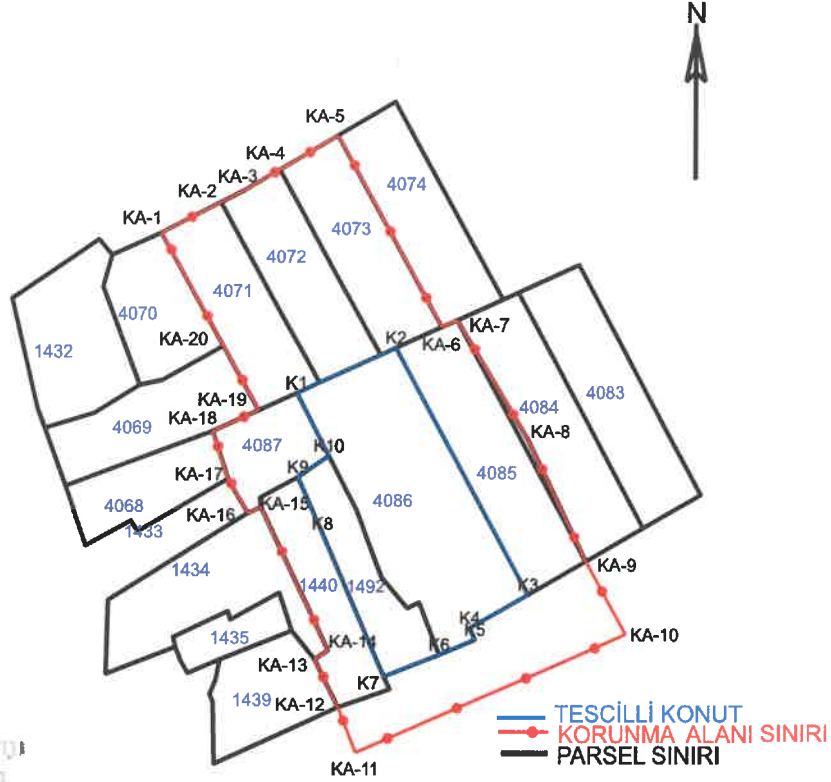 N
KA-5
KA-4
KA-3
KA-2
KA-1
4074
4073
4072
4071
4070
KA-20
1432
K2
KA-6
KA-7
K1
KA-19
KA-18
4069
4087
4084
4083
KA-8
K10
K9
KA-17
4085
4086
4068
KA-16
KA-15
1433
K8
1434
1440
1492
KA-9
K3
K4
K5
K6
1435
KA-14
KA-13
K7
KA-10
1439
KA-12
KA-11
TESCİLLİ KONUT
KORUNMA ALANI SINIRI
PARSEL SINIRI